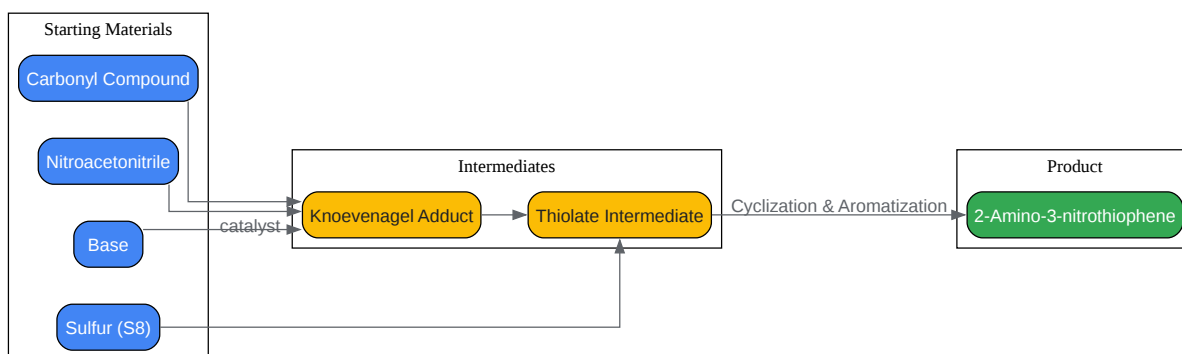 Starting Materials
Carbonyl Compound
Nitroacetonitrile
Base
Sulfur (S8)
catalyst
Intermediates
Knoevenagel Adduct
Thiolate Intermediate
Cyclization & Aromatization
Product
2-Amino-3-nitrothiophene